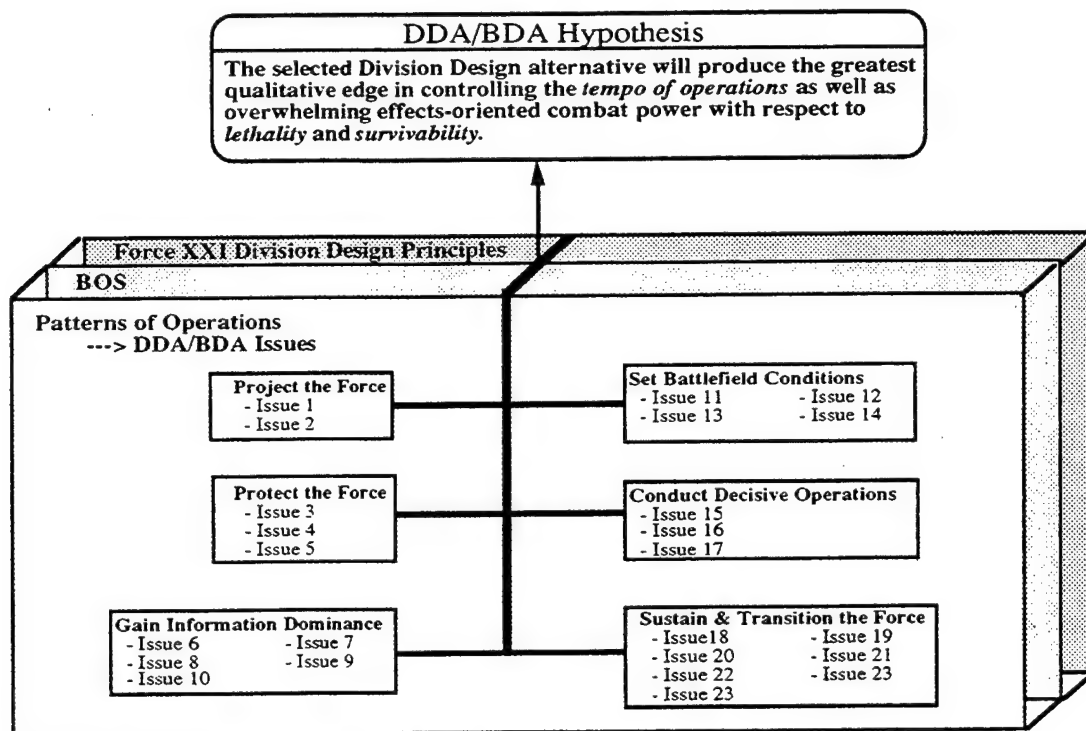 DDA/BDA Hypothesis
The selected Division Design alternative will produce the greatest
qualitative edge in controlling the tempo of operations as well as
overwhelming effects-oriented combat power with respect to
lethality and survivability.
Force XXI Division Design Principles
BOS
Patterns of Operations
---> DDA/BDA Issues
Project the Force
- Issue 1
- Issue 2
Set Battlefield Conditions
- Issue 11 - Issue 12
- Issue 13 - Issue 14
Protect the Force
- Issue 3
- Issue 4
- Issue 5
Conduct Decisive Operations
- Issue 15
- Issue 16
- Issue 17
Gain Information Dominance
- Issue 6 - Issue 7
- Issue 8 - Issue 9
- Issue 10
Sustain & Transition the Force
- Issue18 - Issue 19
- Issue 20 - Issue 21
- Issue 22 - Issue 23
- Issue 23